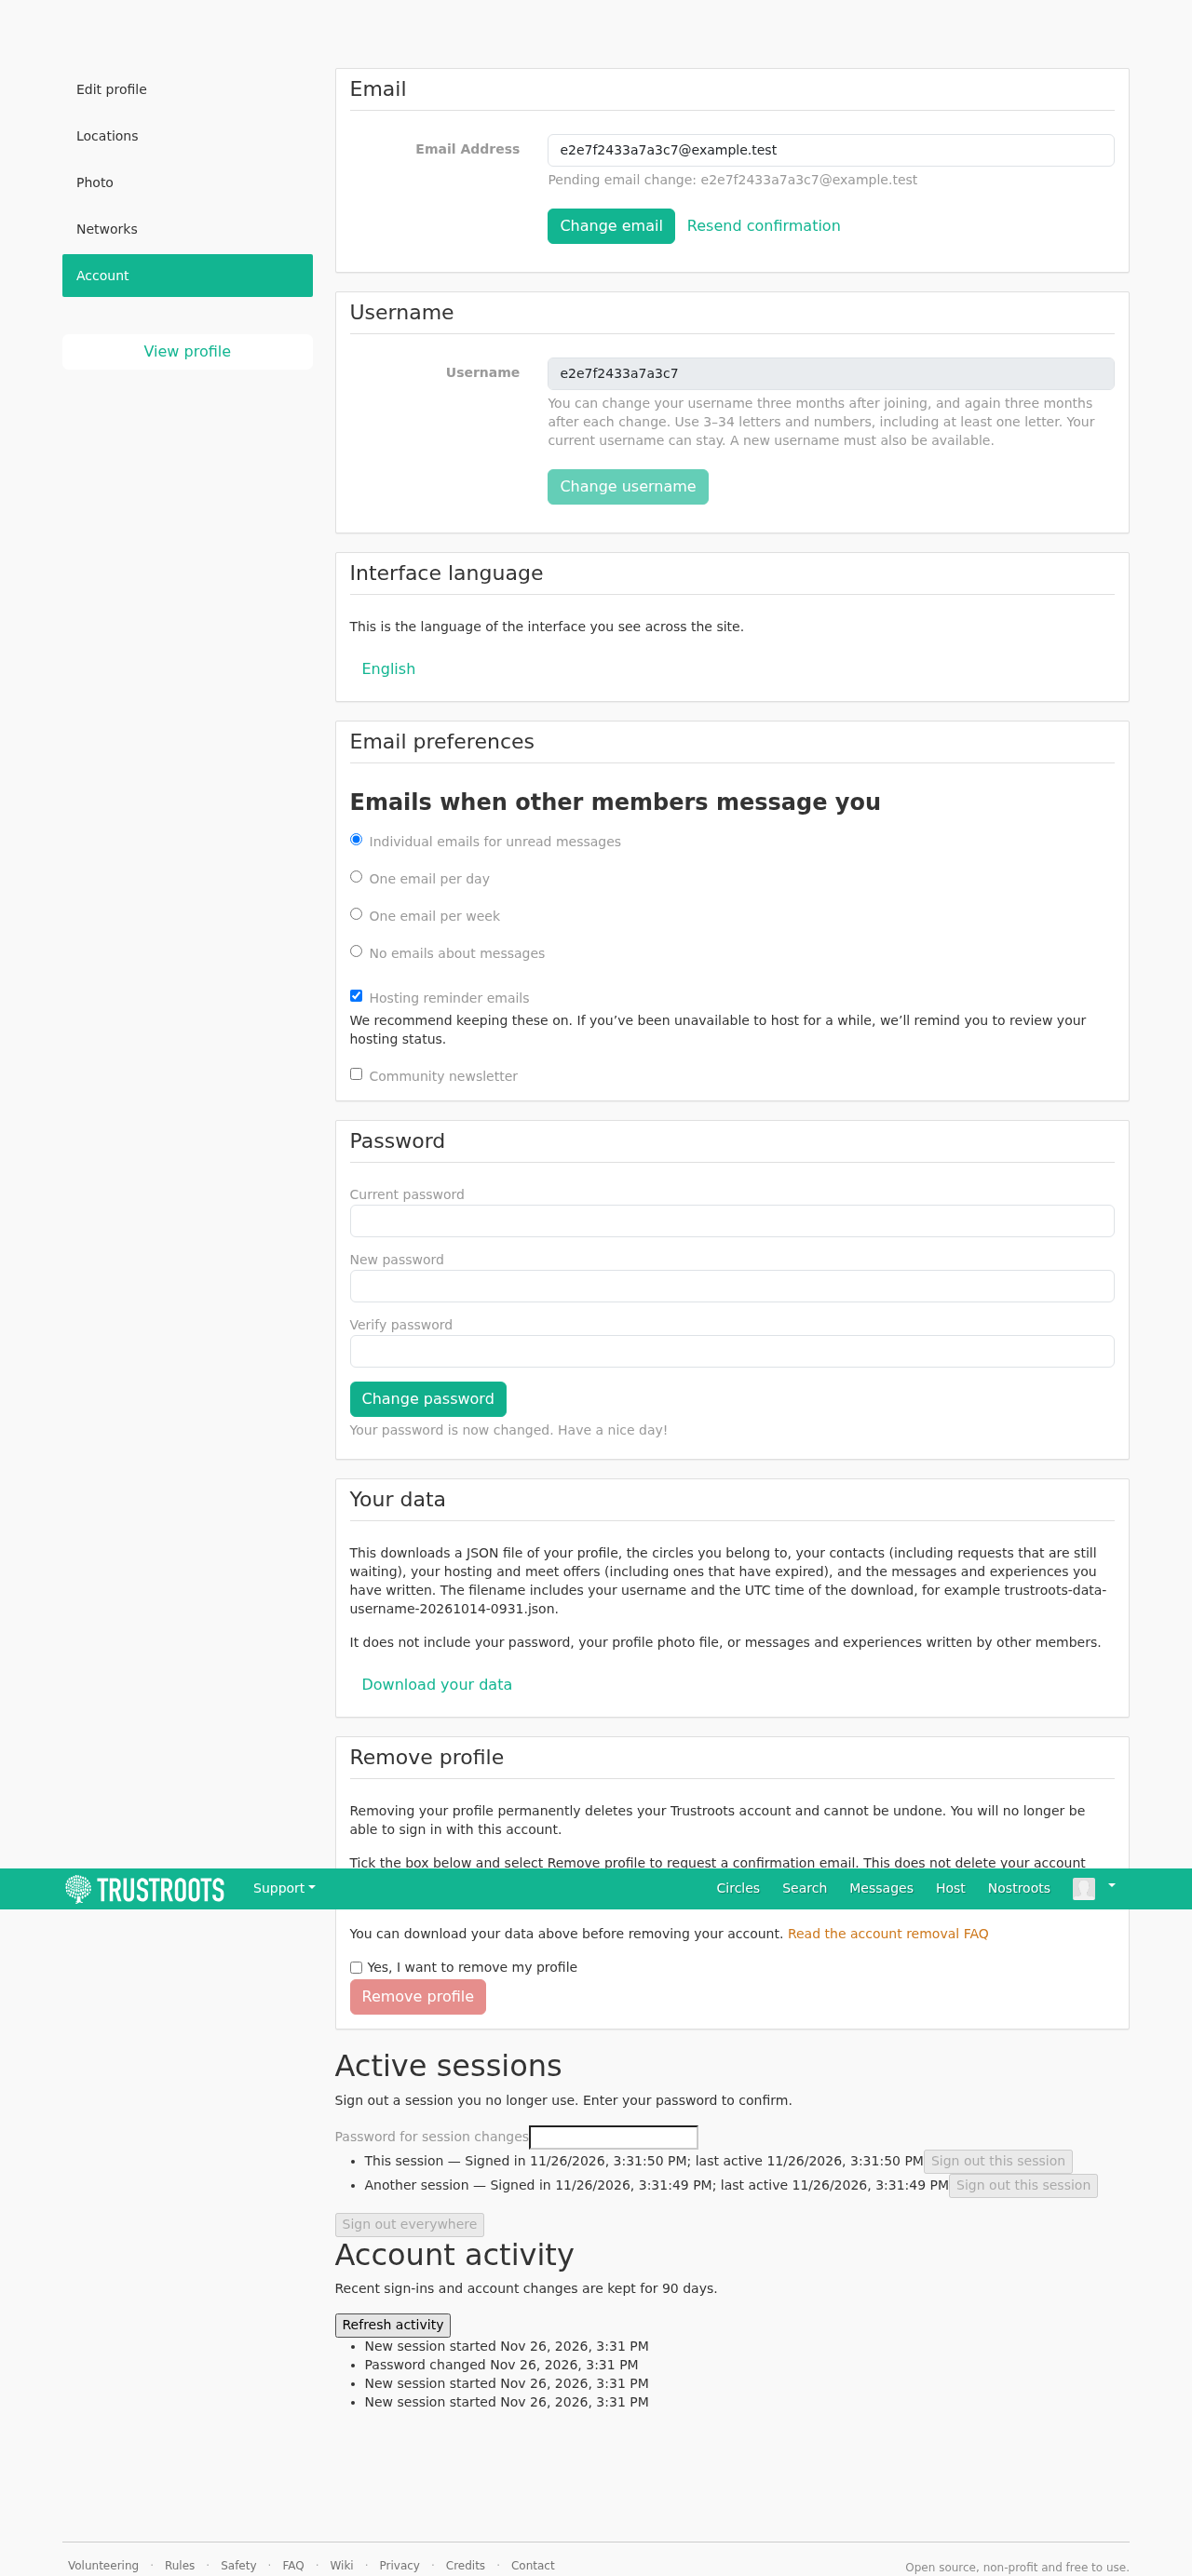 Edit profile
Locations
Photo
Networks
Account
View profile
Email
Email Address
e2e7f2433a7a3c7@example.test
Pending email change: e2e7f2433a7a3c7@example.test
Change email
Resend confirmation
Username
Username
e2e7f2433a7a3c7
You can change your username three months after joining, and again three months
after each change. Use 3–34 letters and numbers, including at least one letter. Your
current username can stay. A new username must also be available.
Change username
Interface language
This is the language of the interface you see across the site.
English
Email preferences
Emails when other members message you
Individual emails for unread messages
One email per day
One email per week
No emails about messages
Hosting reminder emails
We recommend keeping these on. If you’ve been unavailable to host for a while, we’ll remind you to review your
hosting status.
Community newsletter
Password
Current password
New password
Verify password
Change password
Your password is now changed. Have a nice day!
Your data
This downloads a JSON file of your profile, the circles you belong to, your contacts (including requests that are still
waiting), your hosting and meet offers (including ones that have expired), and the messages and experiences you
have written. The filename includes your username and the UTC time of the download, for example trustroots-data-
username-20261014-0931.json.
It does not include your password, your profile photo file, or messages and experiences written by other members.
Download your data
Remove profile
Removing your profile permanently deletes your Trustroots account and cannot be undone. You will no longer be
able to sign in with this account.
Tick the box below and select Remove profile to request a confirmation email. This does not delete your account
TRUSTROOTS
Support
Circles
Search
Messages
Host
Nostroots
You can download your data above before removing your account. Read the account removal FAQ
Yes, I want to remove my profile
Remove profile
Active sessions
Sign out a session you no longer use. Enter your password to confirm.
Password for session changes
This session — Signed in 11/26/2026, 3:31:50 PM; last active 11/26/2026, 3:31:50 PM Sign out this session
Another session — Signed in 11/26/2026, 3:31:49 PM; last active 11/26/2026, 3:31:49 PM Sign out this session
Sign out everywhere
Account activity
Recent sign-ins and account changes are kept for 90 days.
Refresh activity
New session started Nov 26, 2026, 3:31 PM
Password changed Nov 26, 2026, 3:31 PM
New session started Nov 26, 2026, 3:31 PM
New session started Nov 26, 2026, 3:31 PM
Volunteering · Rules · Safety · FAQ · Wiki · Privacy · Credits · Contact
Open source, non-profit and free to use.